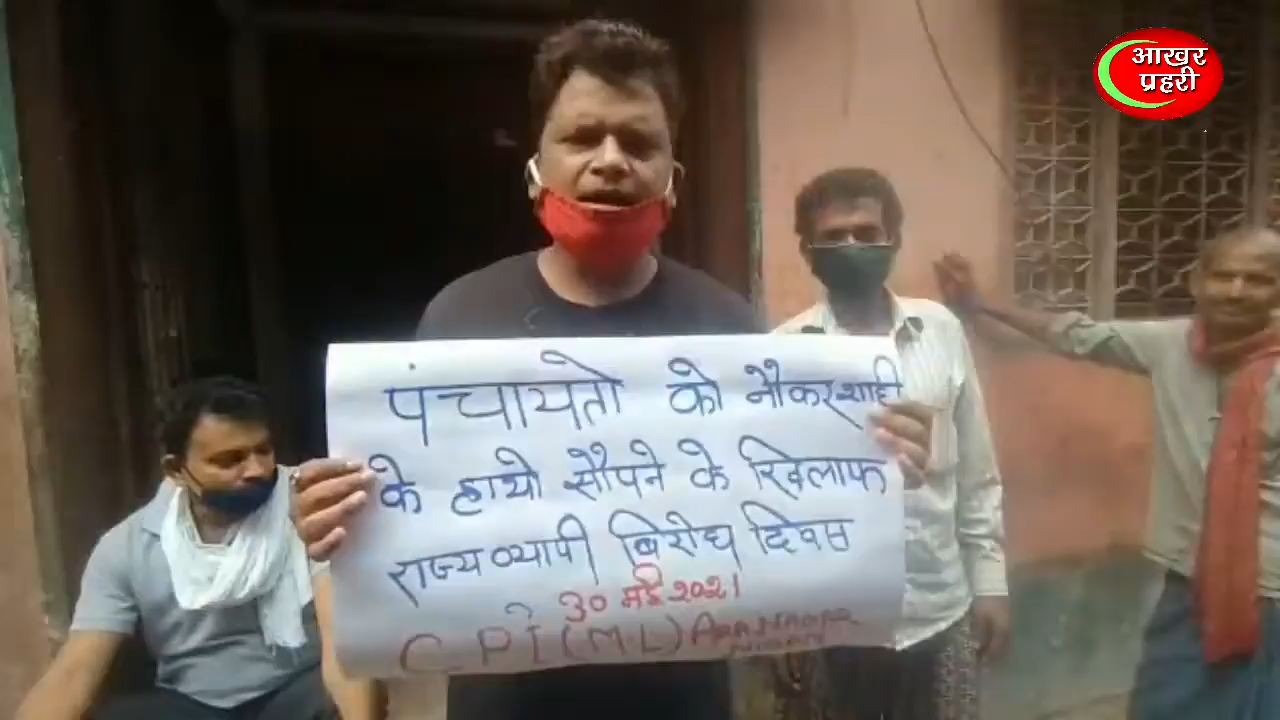 आखर
प्रहरी
पंचायतो को नौकरशाही
के हाथो सौपने के खिलाफ
राज्यव्यापी बिरोध दिवस
30 मई 2021
CPI (ML)